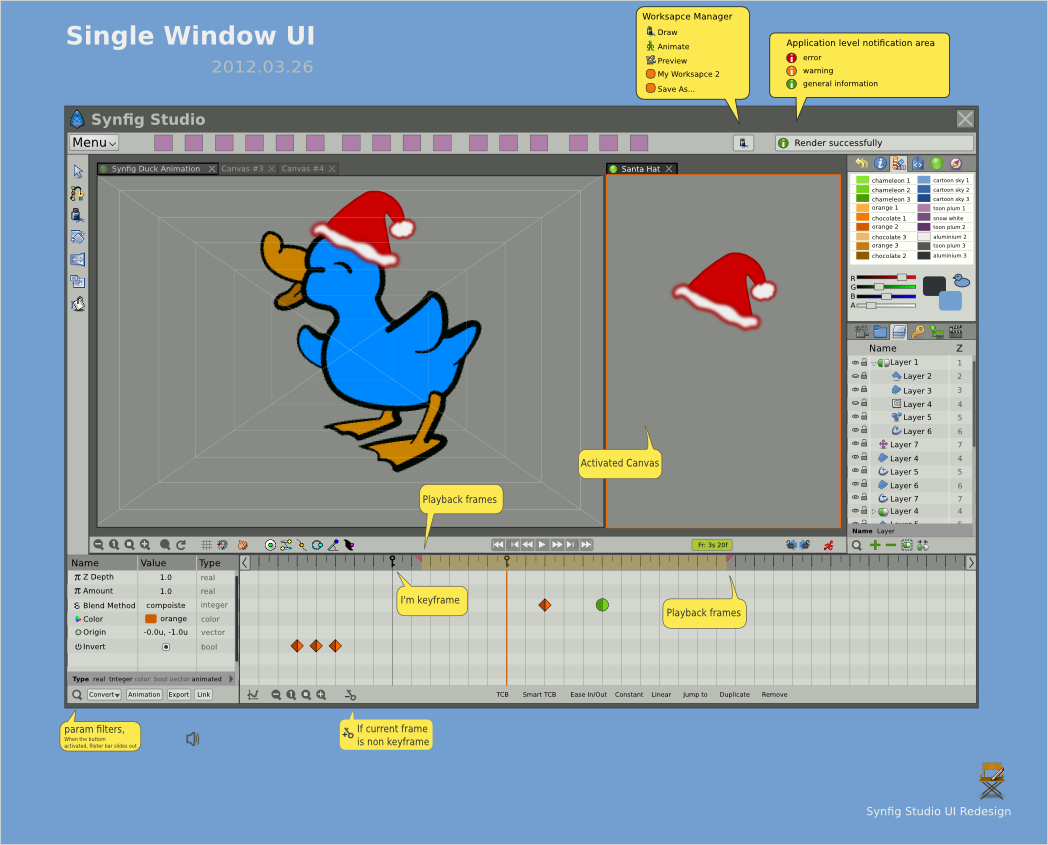 Single Window UI
2012.03.26
Worksapce Manager
Draw
Animate
Preview
My Worksapce 2
Save As...
Application level notification area
error
warning
general information
Synfig Studio
Menu
Render successfully
Synfig Duck Animation
Canvas #3
Canvas #4
Santa Hat
chameleon 1 cartoon sky 1
chameleon 2 cartoon sky 2
chameleon 3 cartoon sky 3
orange 1 toon plum 1
chocolate 1 snow white
orange 2 toon plum 2
chocolate 3 aluminium 2
orange 3 toon plum 3
chocolate 2 aluminium 3
R
G
B
A
Name Z
Layer 1 1
Layer 2 2
Layer 3 3
Layer 4 4
Layer 5 5
Layer 6 6
Layer 7 7
Layer 4 4
Layer 5 5
Layer 6 6
Layer 7 7
Layer 4 4
Name Layer
Activated Canvas
Playback frames
Fr: 3s 20f
Name Value Type
π Z Depth 1.0 real
π Amount 1.0 real
Blend Method compoiste integer
Color orange color
Origin -0.0u, -1.0u vector
Invert bool
Type real Integer color bool vector animated
Convert Animation Export Link
I'm keyframe
Playback frames
TCB Smart TCB Ease In/Out Constant Linear Jump to Duplicate Remove
param filters,
When the buttom
activated, fileter bar slides out
If current frame
is non keyframe
Synfig Studio UI Redesign